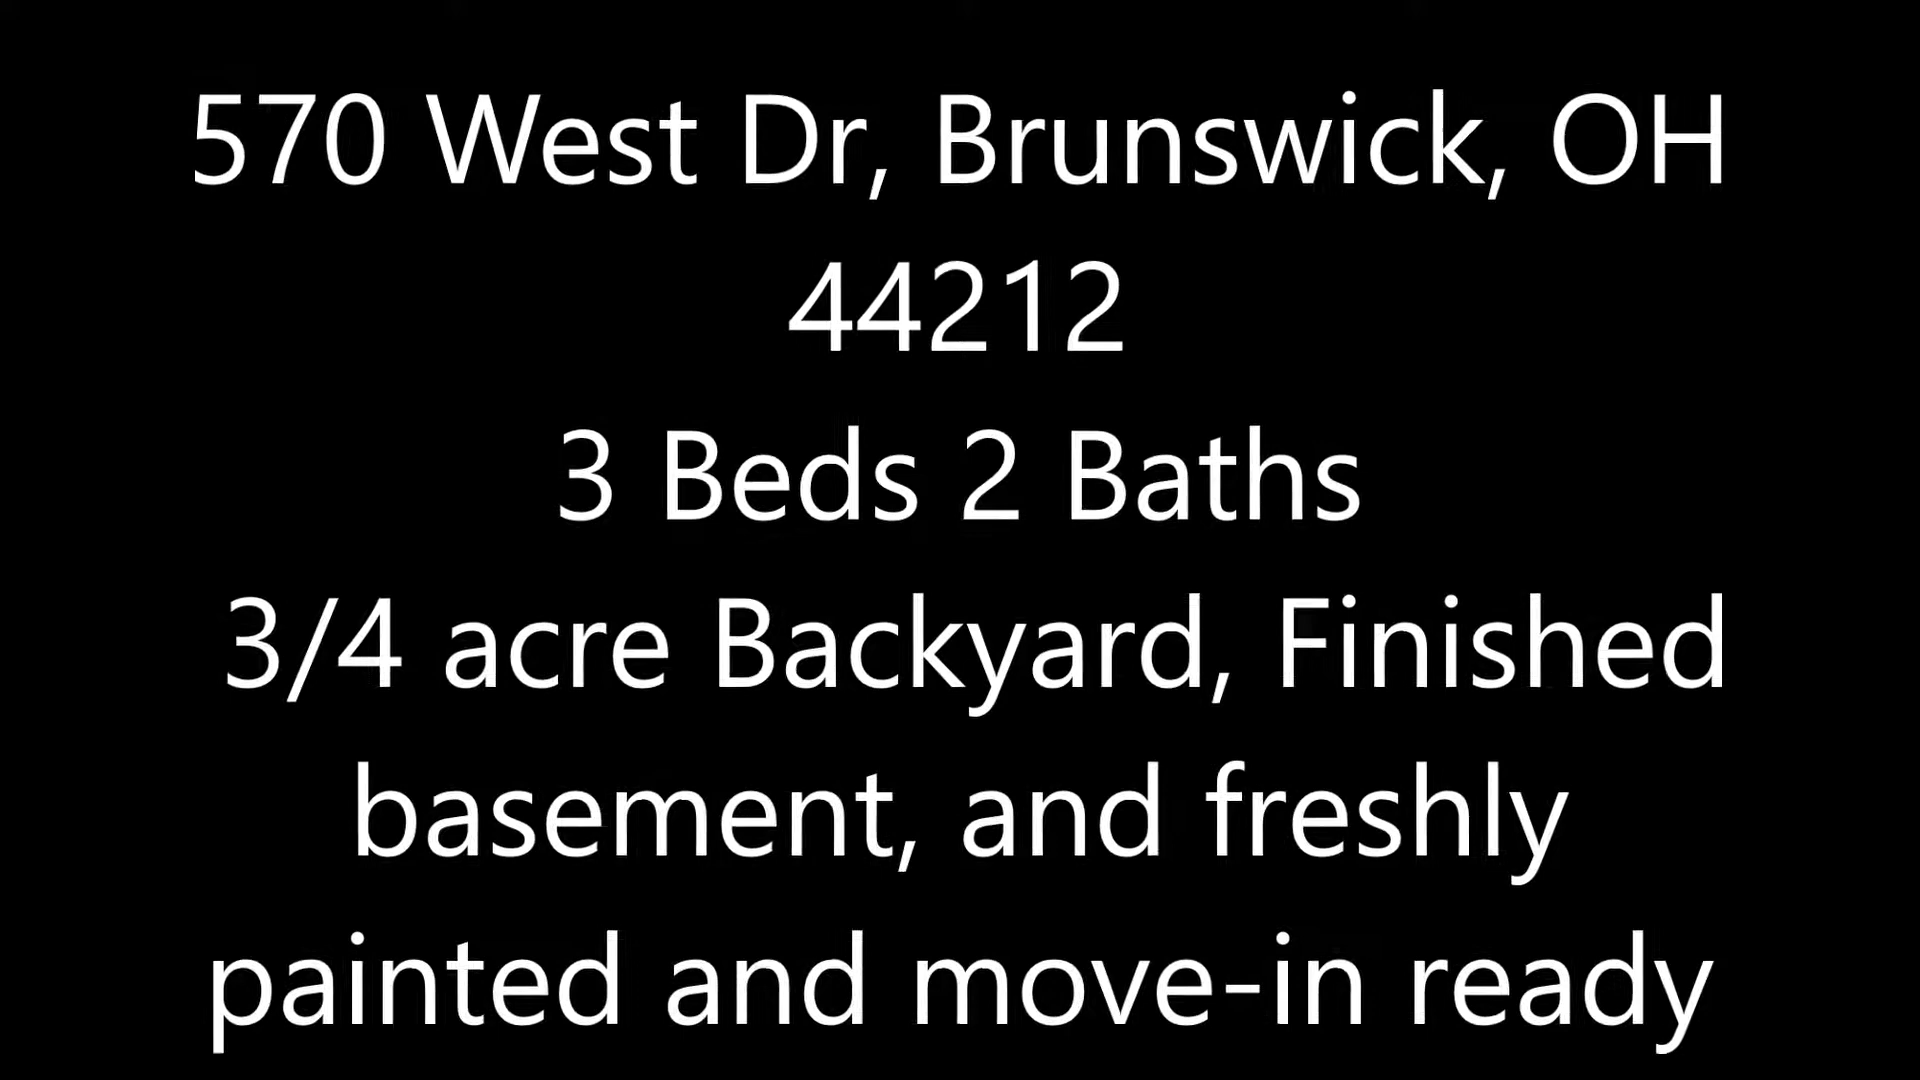 570 West Dr, Brunswick, OH
44212
3 Beds 2 Baths
3/4 acre Backyard, Finished
basement, and freshly
painted and move-in ready